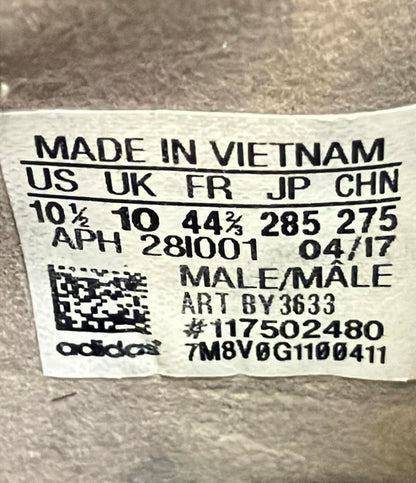 MADE IN VIETNAM
US UK FR JP CHN
10½ 10 44⅔ 285 275
APH 281001 04/17
MALE/MÂLE
ART BY3633
#117502480
adidas 7M8V0G1100411